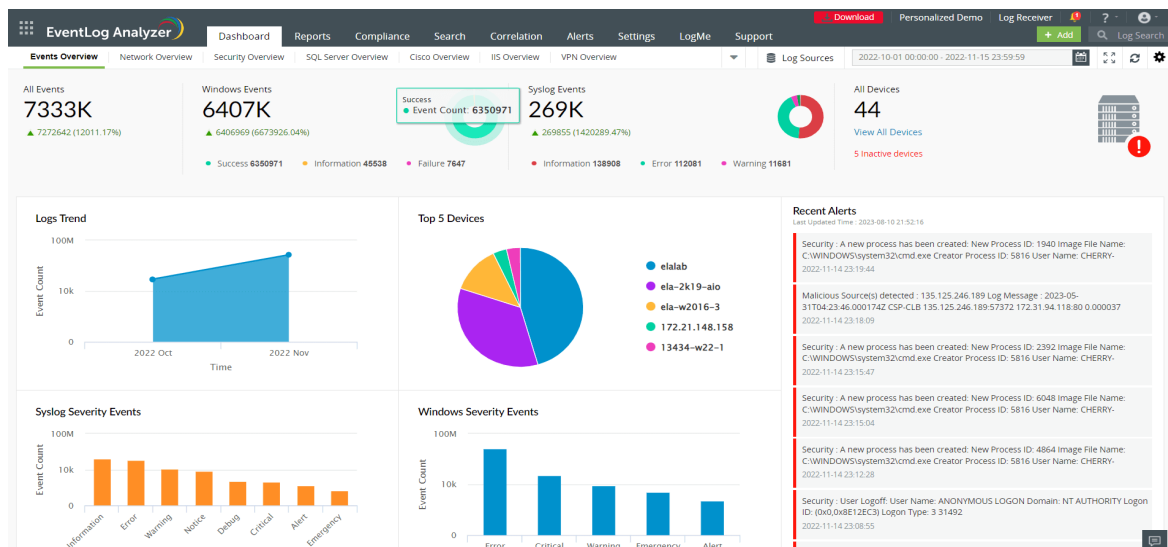 Download Personalized Demo Log Receiver ?
EventLog Analyzer Dashboard Reports Compliance Search Correlation Alerts Settings LogMe Support + Add Log Search
Events Overview Network Overview Security Overview SQL Server Overview Cisco Overview IIS Overview VPN Overview Log Sources 2022-10-01 00:00:00 - 2022-11-15 23:59:59
All Events
7333K
7272642 (12011.17%)
Windows Events
6407K
6406969 (6673926.04%)
Success 6350971 Information 45538 Failure 7647
Success
Event Count: 6350971
Syslog Events
269K
269855 (1420289.47%)
Information 138908 Error 112081 Warning 11681
All Devices
44
View All Devices
5 Inactive devices
Logs Trend
100M
10k
0
Event Count
2022 Oct 2022 Nov
Time
Top 5 Devices
elalab
ela-2k19-aio
ela-w2016-3
172.21.148.158
13434-w22-1
Recent Alerts
Last Updated Time : 2023-08-10 21:52:16
Security : A new process has been created: New Process ID: 1940 Image File Name:
C:\WINDOWS\system32\cmd.exe Creator Process ID: 5816 User Name: CHERRY-
2022-11-14 23:19:44
Malicious Source(s) detected : 135.125.246.189 Log Message : 2023-05-
31T04:23:46.000174Z CSP-CLB 135.125.246.189:57372 172.31.94.118:80 0.000037
2022-11-14 23:18:09
Security : A new process has been created: New Process ID: 2392 Image File Name:
C:\WINDOWS\system32\cmd.exe Creator Process ID: 5816 User Name: CHERRY-
2022-11-14 23:15:47
Security : A new process has been created: New Process ID: 6048 Image File Name:
C:\WINDOWS\system32\cmd.exe Creator Process ID: 5816 User Name: CHERRY-
2022-11-14 23:15:04
Security : A new process has been created: New Process ID: 4864 Image File Name:
C:\WINDOWS\system32\cmd.exe Creator Process ID: 5816 User Name: CHERRY-
2022-11-14 23:12:28
Security : User Logoff: User Name: ANONYMOUS LOGON Domain: NT AUTHORITY Logon
ID: (0x0,0x8E12EC3) Logon Type: 3 31492
2022-11-14 23:08:55
Syslog Severity Events
100M
10k
0
Event Count
Information Error Warning Notice Debug Critical Alert Emergency
Windows Severity Events
100M
10k
0
Event Count
Error Critical Warning Emergency Alert